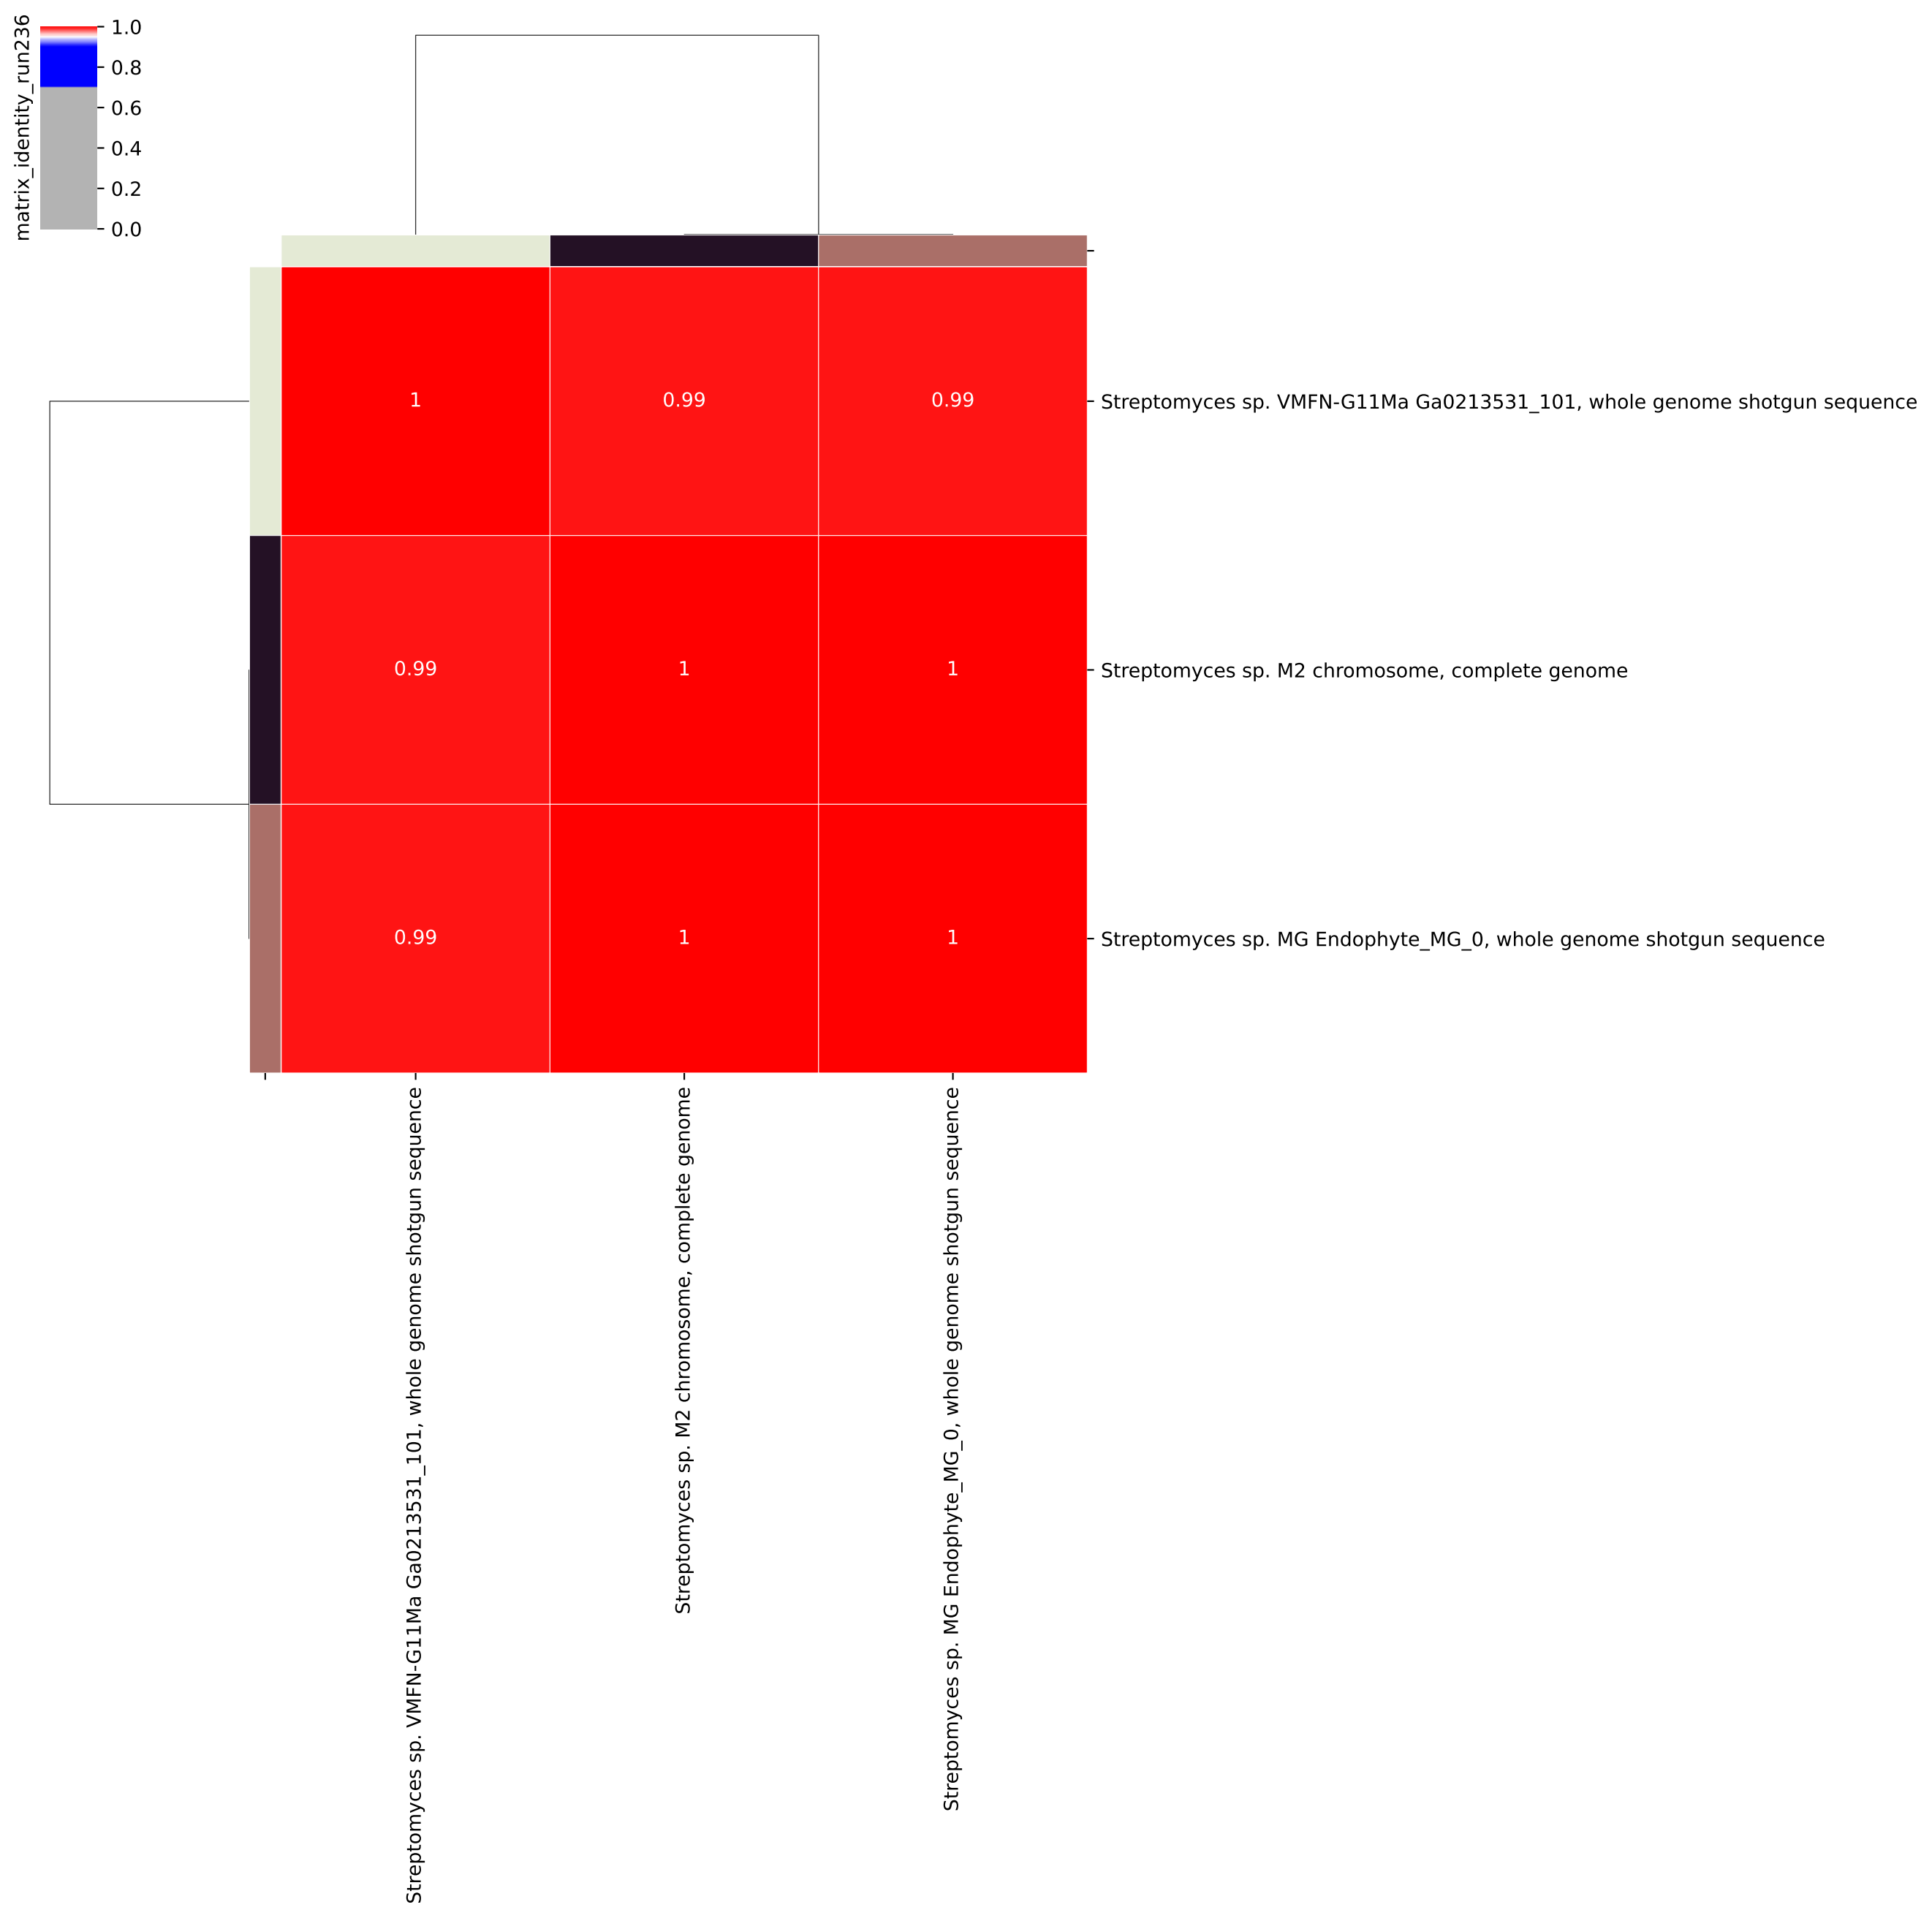 matrix_identity_run236
1.0
0.8
0.6
0.4
0.2
0.0
1 0.99 0.99
Streptomyces sp. VMFN-G11Ma Ga0213531_101, whole genome shotgun sequence
0.99 1 1
Streptomyces sp. M2 chromosome, complete genome
0.99 1 1
Streptomyces sp. MG Endophyte_MG_0, whole genome shotgun sequence
Streptomyces sp. VMFN-G11Ma Ga0213531_101, whole genome shotgun sequence
Streptomyces sp. M2 chromosome, complete genome
Streptomyces sp. MG Endophyte_MG_0, whole genome shotgun sequence